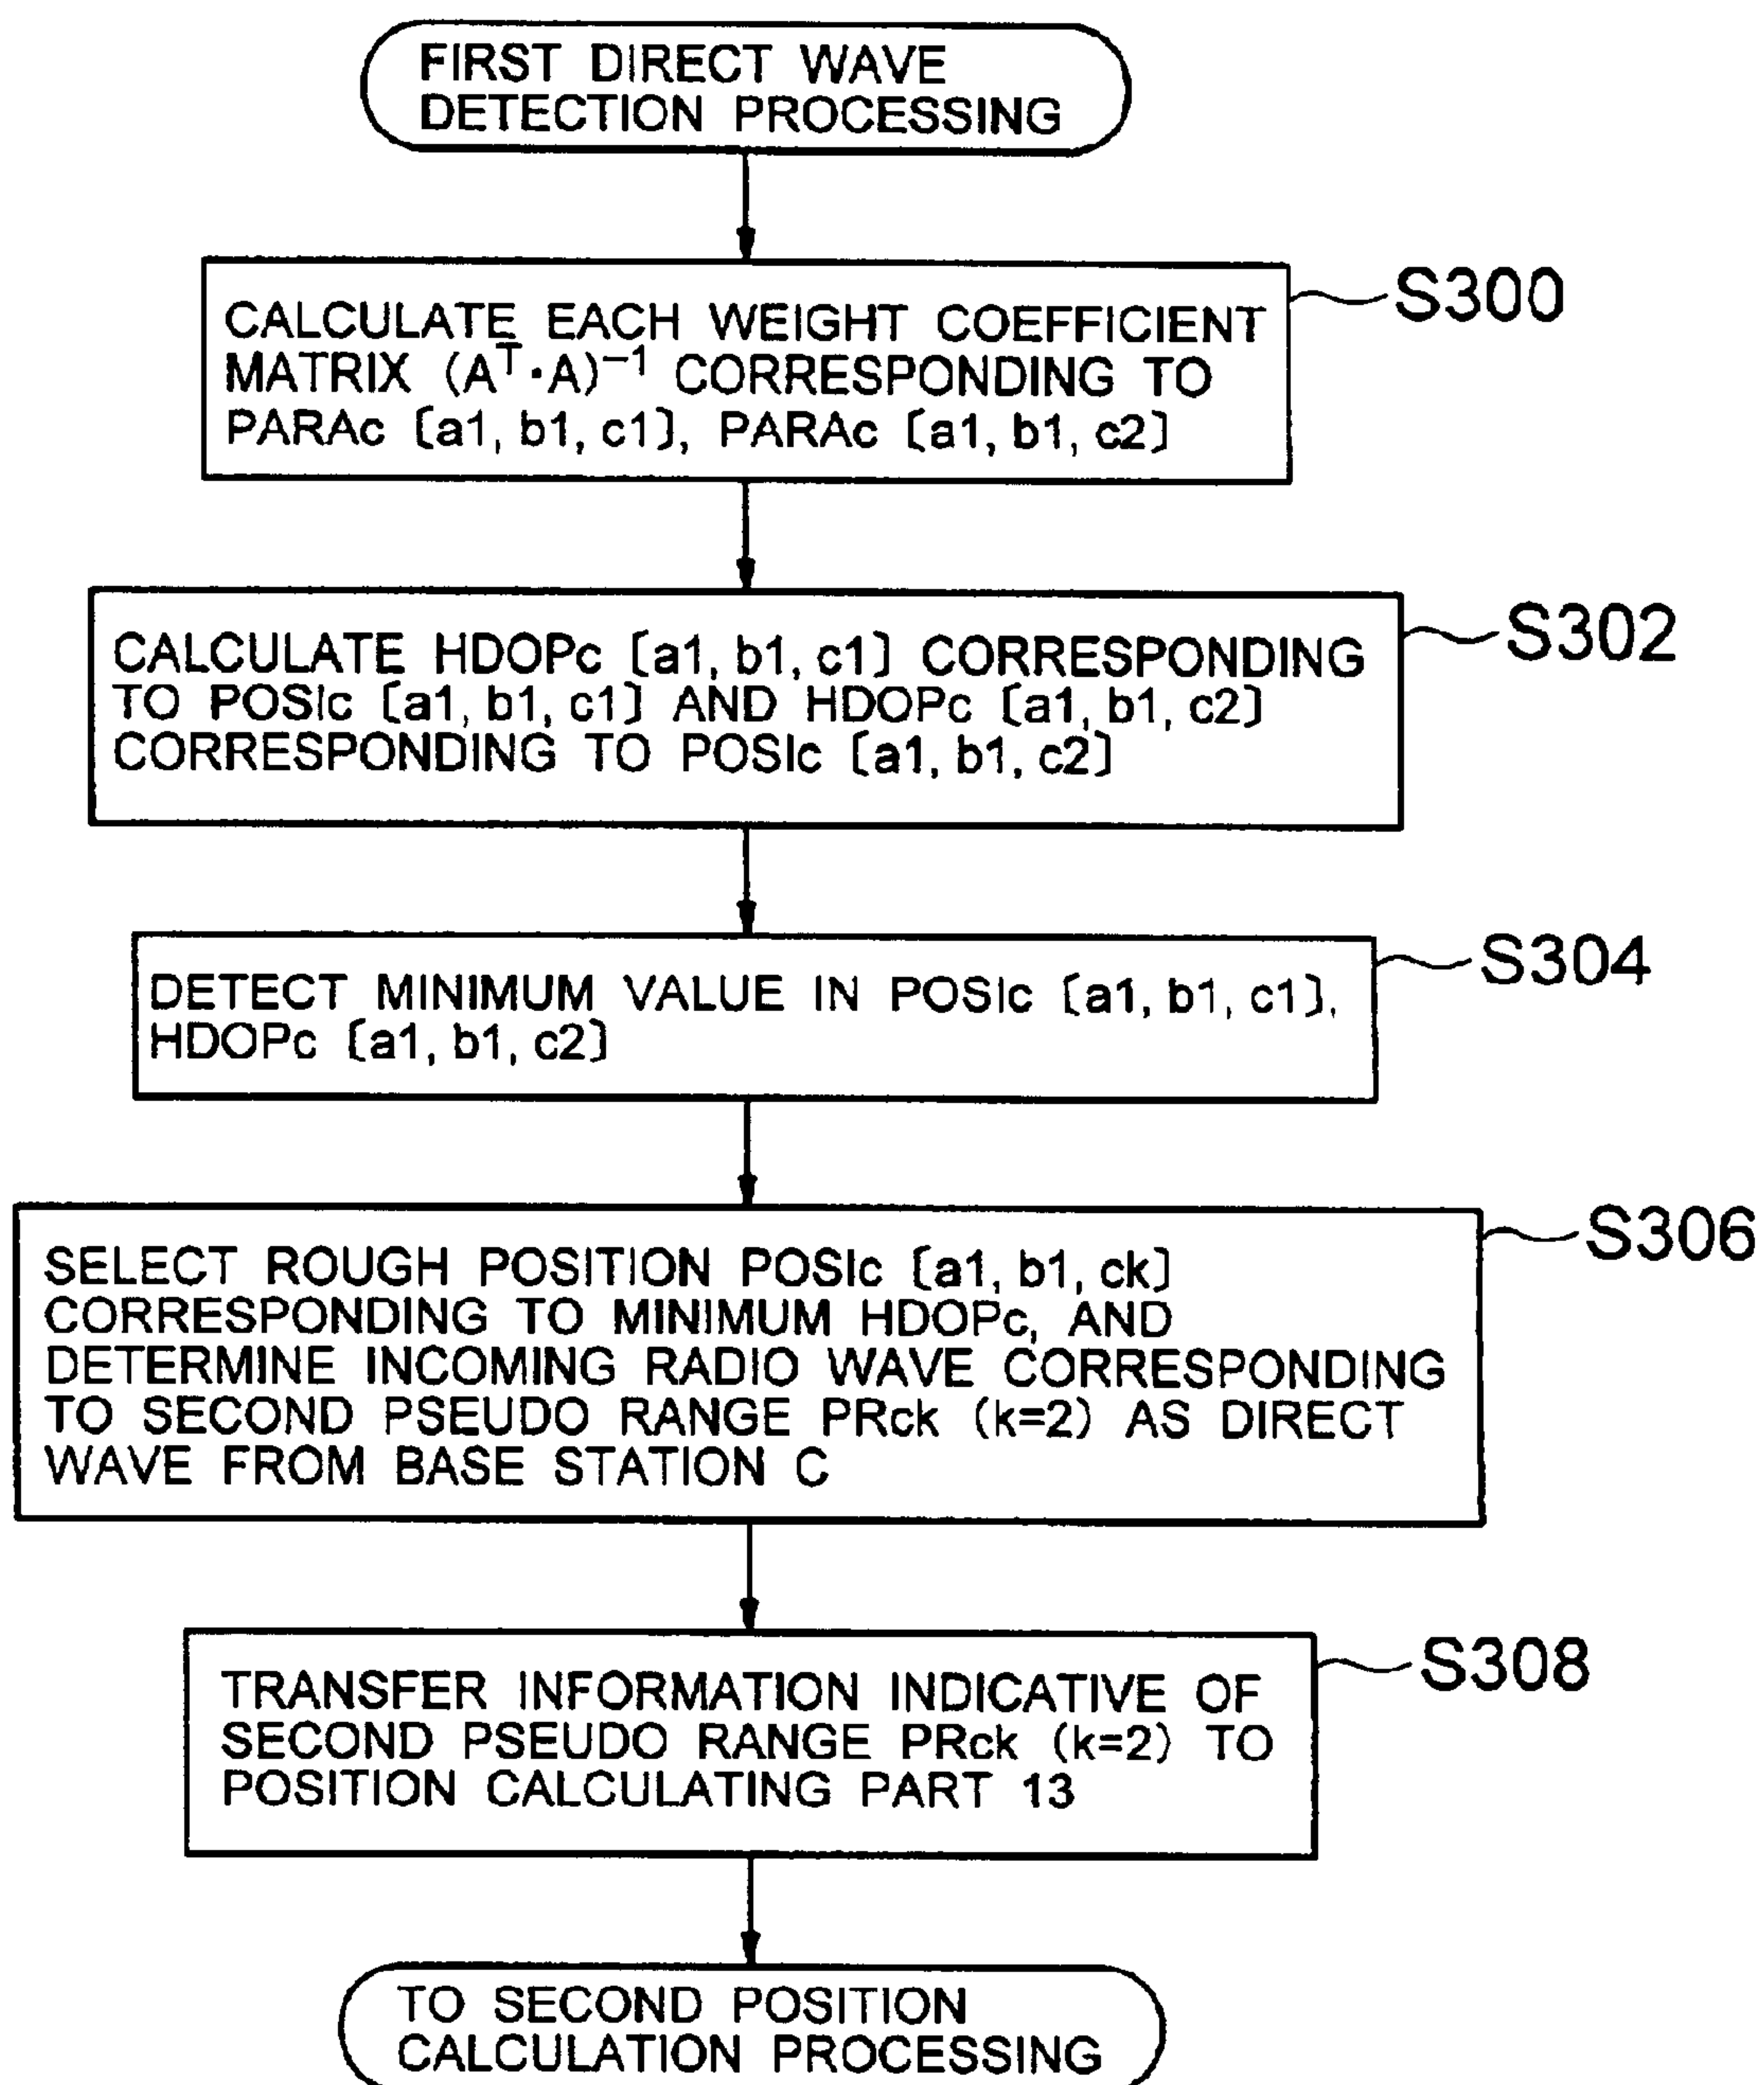 FIRST DIRECT WAVE
DETECTION PROCESSING
CALCULATE EACH WEIGHT COEFFICIENT
MATRIX (Aᵀ·A)⁻¹ CORRESPONDING TO
PARAc [a1, b1, c1], PARAc [a1, b1, c2]
S300
CALCULATE HDOPc [a1, b1, c1] CORRESPONDING
TO POSIc [a1, b1, c1] AND HDOPc [a1, b1, c2]
CORRESPONDING TO POSIc [a1, b1, c2]
S302
DETECT MINIMUM VALUE IN POSIc [a1, b1, c1],
HDOPc [a1, b1, c2]
S304
SELECT ROUGH POSITION POSIc [a1, b1, ck]
CORRESPONDING TO MINIMUM HDOPc, AND
DETERMINE INCOMING RADIO WAVE CORRESPONDING
TO SECOND PSEUDO RANGE PRck (k=2) AS DIRECT
WAVE FROM BASE STATION C
S306
TRANSFER INFORMATION INDICATIVE OF
SECOND PSEUDO RANGE PRck (k=2) TO
POSITION CALCULATING PART 13
S308
TO SECOND POSITION
CALCULATION PROCESSING